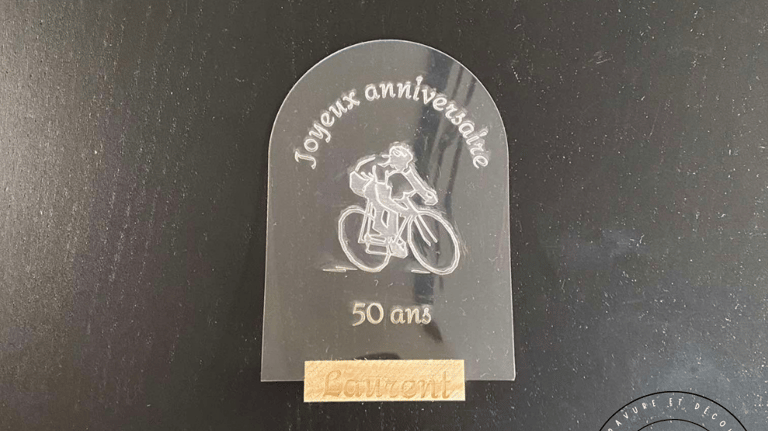 Joyeux anniversaire
50 ans
Laurent